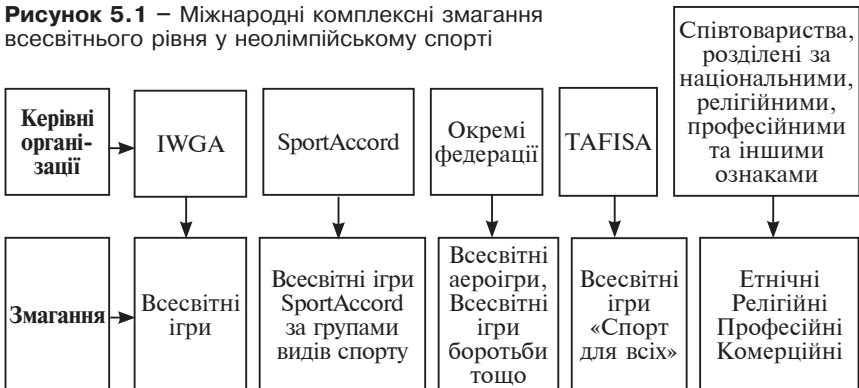 Рисунок 5.1 – Міжнародні комплексні змагання
всесвітнього рівня у неолімпійському спорті
Керівні
органі-
зації
IWGA
SportAccord
Окремі
федерації
TAFISA
Співтовариства,
розділені за
національними,
релігійними,
професійними
та іншими
ознаками
Змагання
Всесвітні
ігри
Всесвітні ігри
SportAccord
за групами
видів спорту
Всесвітні
аероігри,
Всесвітні
ігри
боротьби
тощо
Всесвітні
ігри
«Спорт
для всіх»
Етнічні
Релігійні
Професійні
Комерційні